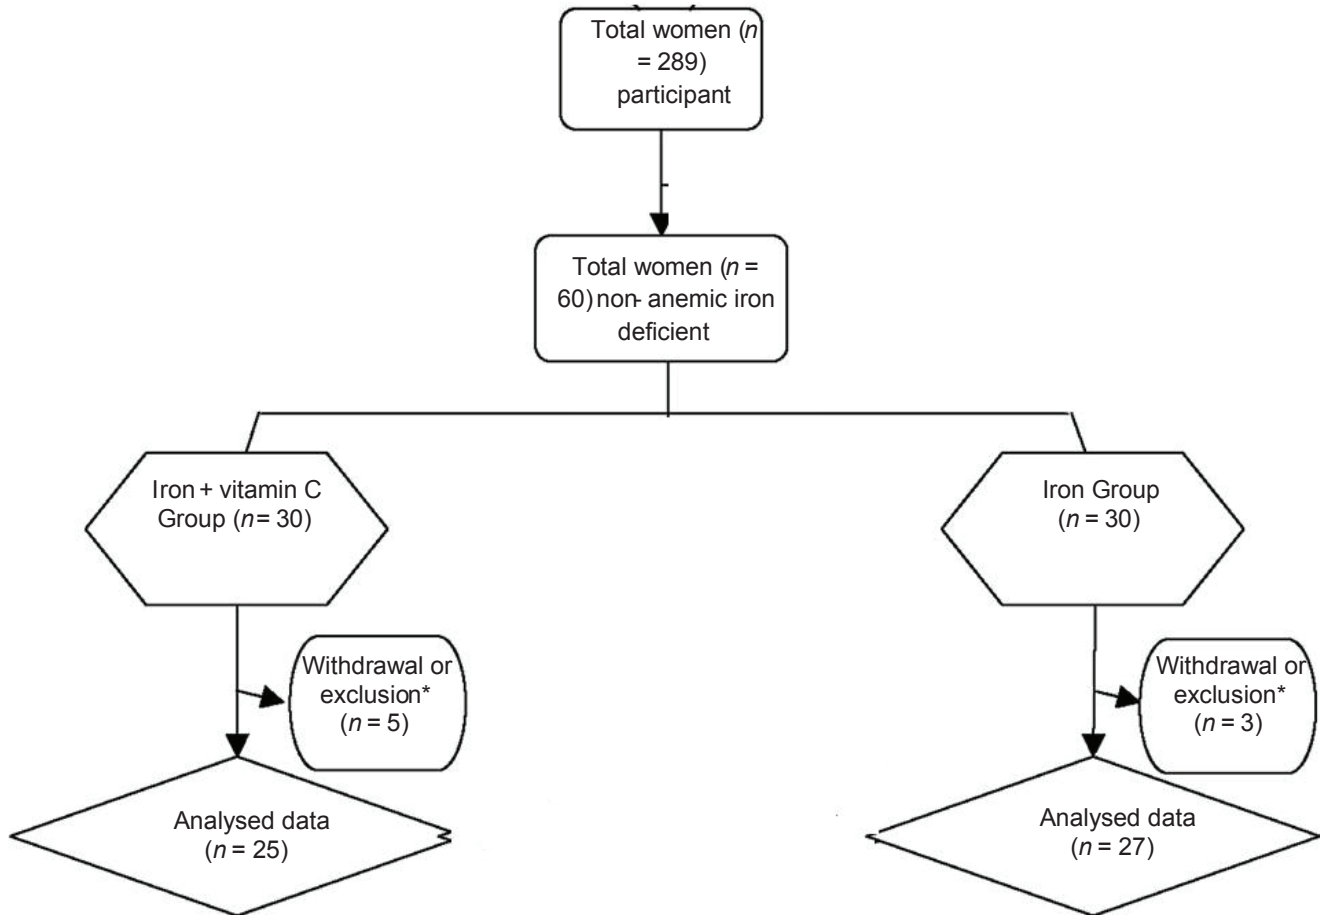 Total women (n
= 289)
participant
Total women (n =
60) non- anemic iron
deficient
Iron + vitamin C
Group (n = 30)
Iron Group
(n = 30)
Withdrawal or
exclusion*
(n = 5)
Withdrawal or
exclusion*
(n = 3)
Analysed data
(n = 25)
Analysed data
(n = 27)